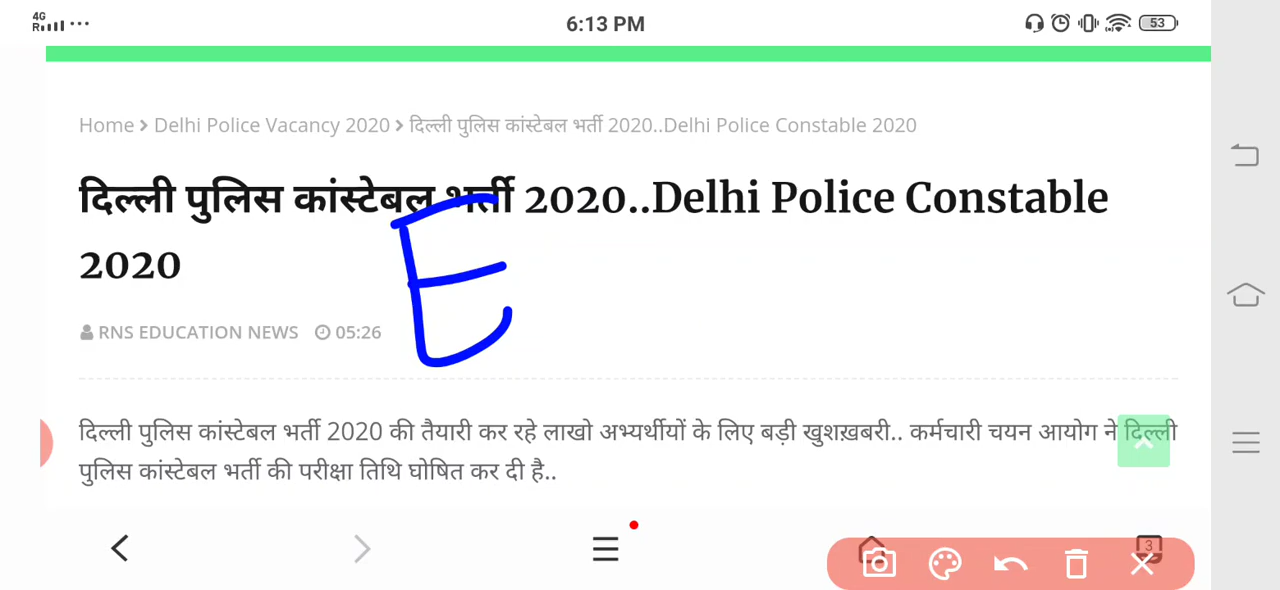 4G
R
6:13 PM
53
Home > Delhi Police Vacancy 2020 > दिल्ली पुलिस कांस्टेबल भर्ती 2020..Delhi Police Constable 2020
दिल्ली पुलिस कांस्टेबल भर्ती 2020..Delhi Police Constable
2020
E
RNS EDUCATION NEWS 05:26
दिल्ली पुलिस कांस्टेबल भर्ती 2020 की तैयारी कर रहे लाखो अभ्यर्थीयों के लिए बड़ी खुशख़बरी.. कर्मचारी चयन आयोग ने दिल्ली
पुलिस कांस्टेबल भर्ती की परीक्षा तिथि घोषित कर दी है..
3